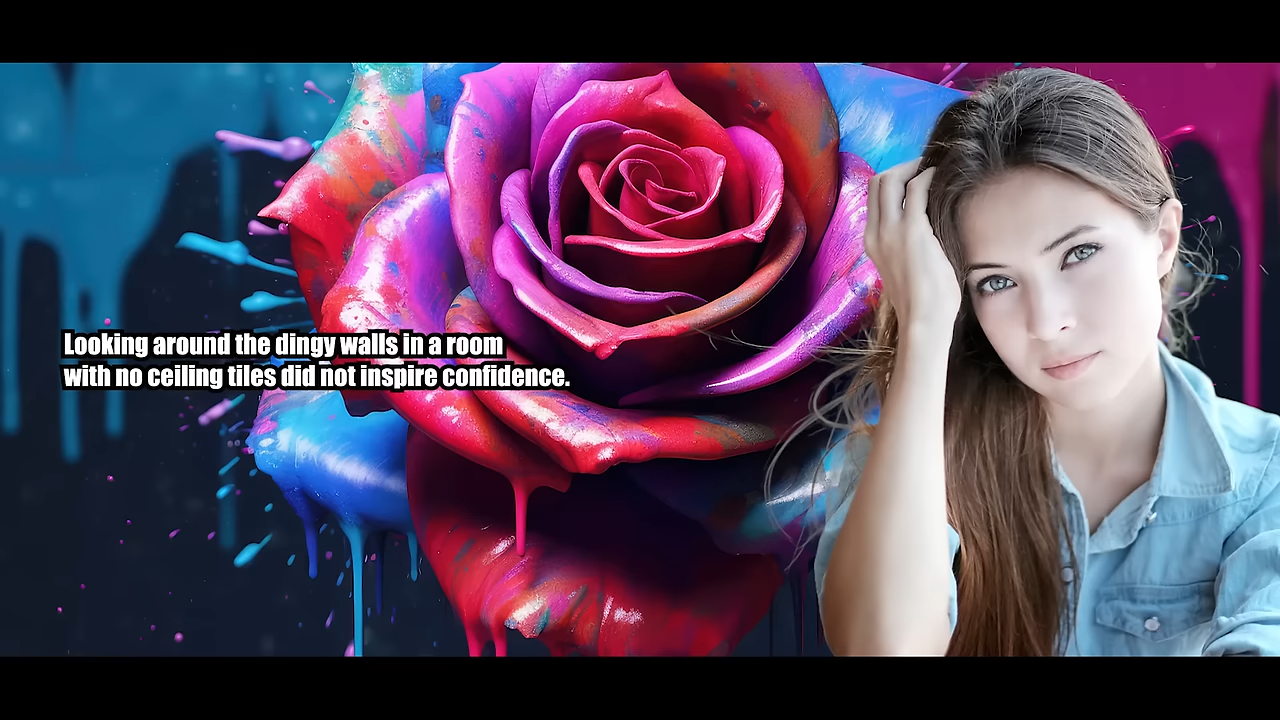 Looking around the dingy walls in a room
with no ceiling tiles did not inspire confidence.